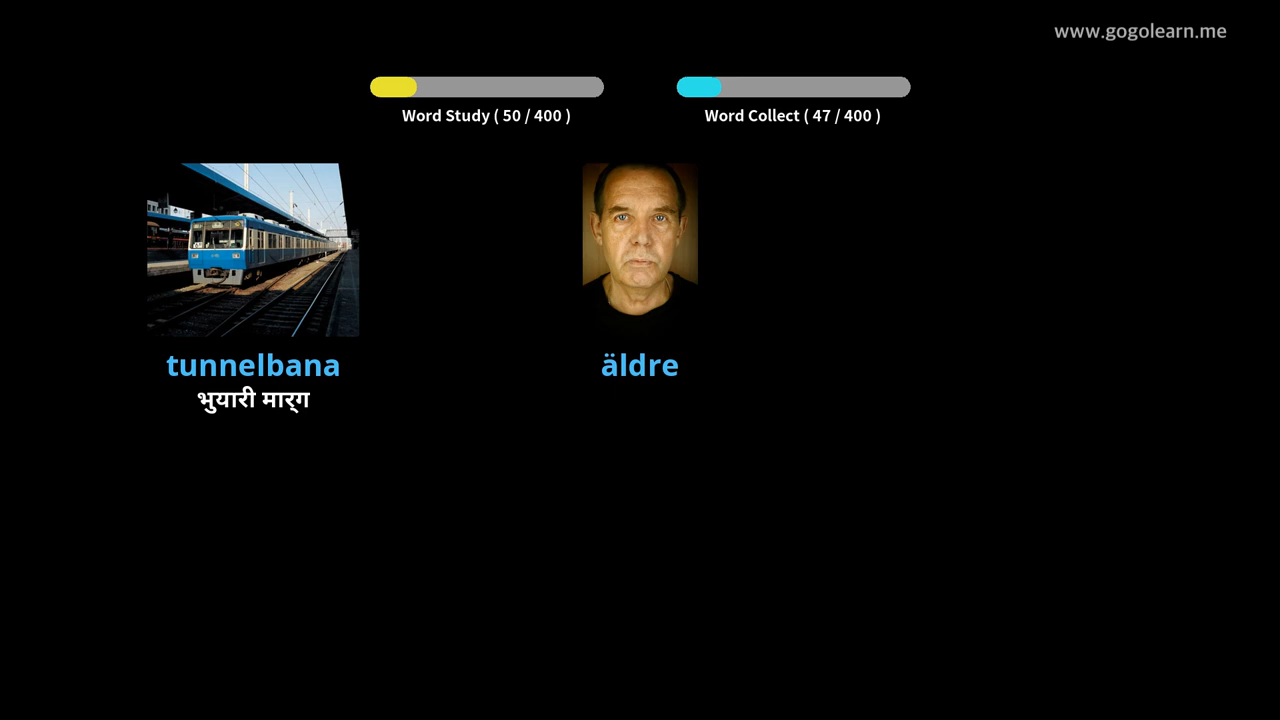 www.gogolearn.me
Word Study ( 50 / 400 )
Word Collect ( 47 / 400 )
tunnelbana
भुयारी मार्ग
äldre